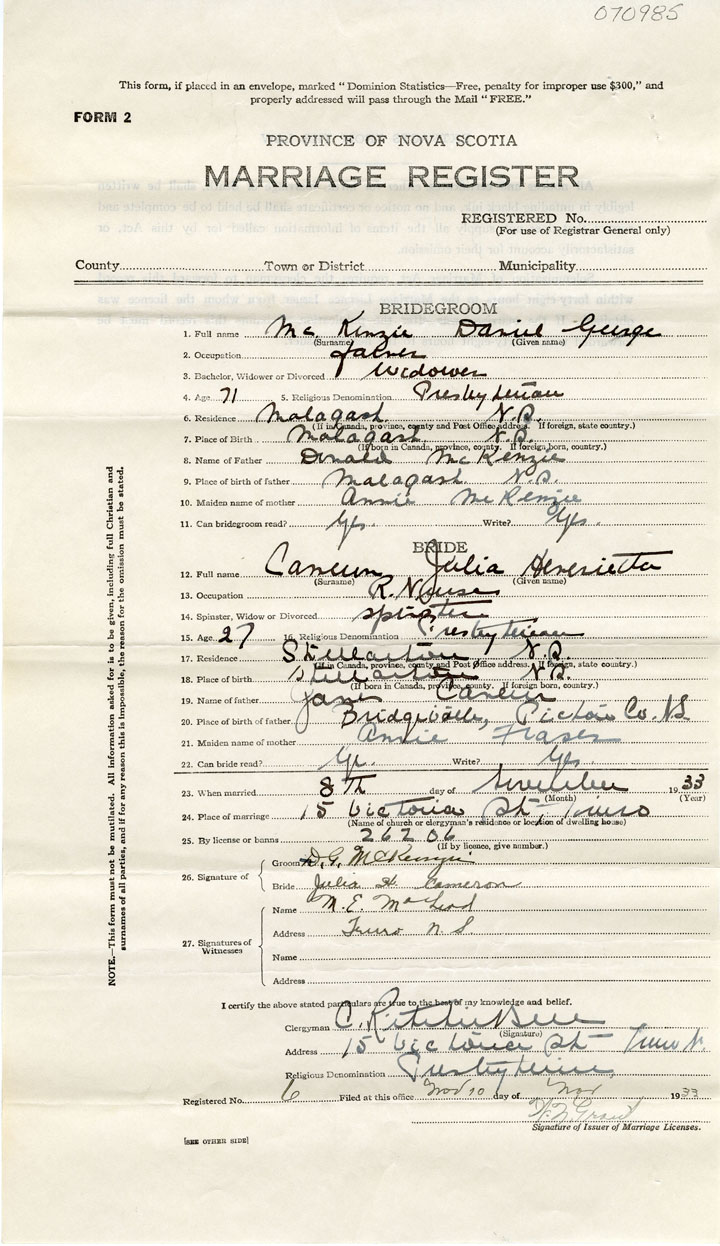 070985
This form, if placed in an envelope, marked "Dominion Statistics—Free, penalty for improper use $300," and
properly addressed will pass through the Mail "FREE."
FORM 2
PROVINCE OF NOVA SCOTIA
MARRIAGE REGISTER
REGISTERED No.
(For use of Registrar General only)
County Town or District Municipality
BRIDEGROOM
1. Full name McKenzie Daniel George
(Surname) (Given name)
2. Occupation
3. Bachelor, Widower or Divorced Widower
4. Age 71 5. Religious Denomination Presbyterian
6. Residence Malagash N.S.
(If in Canada, province, county and Post Office address. If foreign, state country.)
7. Place of Birth Malagash N.S.
(If born in Canada, province, county. If foreign born, country.)
8. Name of Father Donald McKenzie
9. Place of birth of father Malagash N.S.
10. Maiden name of mother Annie McKenzie
11. Can bridegroom read? Yes. Write? Yes.
BRIDE
12. Full name Cameron Julia Henrietta
(Surname) (Given name)
13. Occupation R. Nurse
14. Spinster, Widow or Divorced spinster
15. Age 27 16. Religious Denomination Presbyterian
17. Residence Stellarton N.S.
(If in Canada, province, county and Post Office address. If foreign, state country.)
18. Place of birth Stellarton N.S.
(If born in Canada, province, county. If foreign born, country.)
19. Name of father Cameron
20. Place of birth of father Bridgeville, Pictou Co. N.S.
21. Maiden name of mother Annie Fraser
22. Can bride read? Yes. Write? Yes.
23. When married 8th day of November 1933
(Month) (Year)
24. Place of marriage 15 Victoria St, Truro
(Name of church or clergyman's residence or location of dwelling house)
25. By license or banns 26206
(If by licence, give number.)
26. Signature of
Groom D. G. McKenzie
Bride Julia H Cameron
27. Signatures of Witnesses
Name M. E. MacLeod
Address Truro N S.
Name
Address
I certify the above stated particulars are true to the best of my knowledge and belief.
Clergyman C. Ritchie Bell
(Signature)
Address 15 Victoria St Truro N.
Religious Denomination Presbyterian
Registered No. 6 Filed at this office Nov 10 day of Nov 1933
Grant
Signature of Issuer of Marriage Licenses.
[SEE OTHER SIDE]
NOTE.—This form must not be mutilated. All information asked for is to be given, including full Christian and
surnames of all parties, and if for any reason this is impossible, the reason for the omission must be stated.